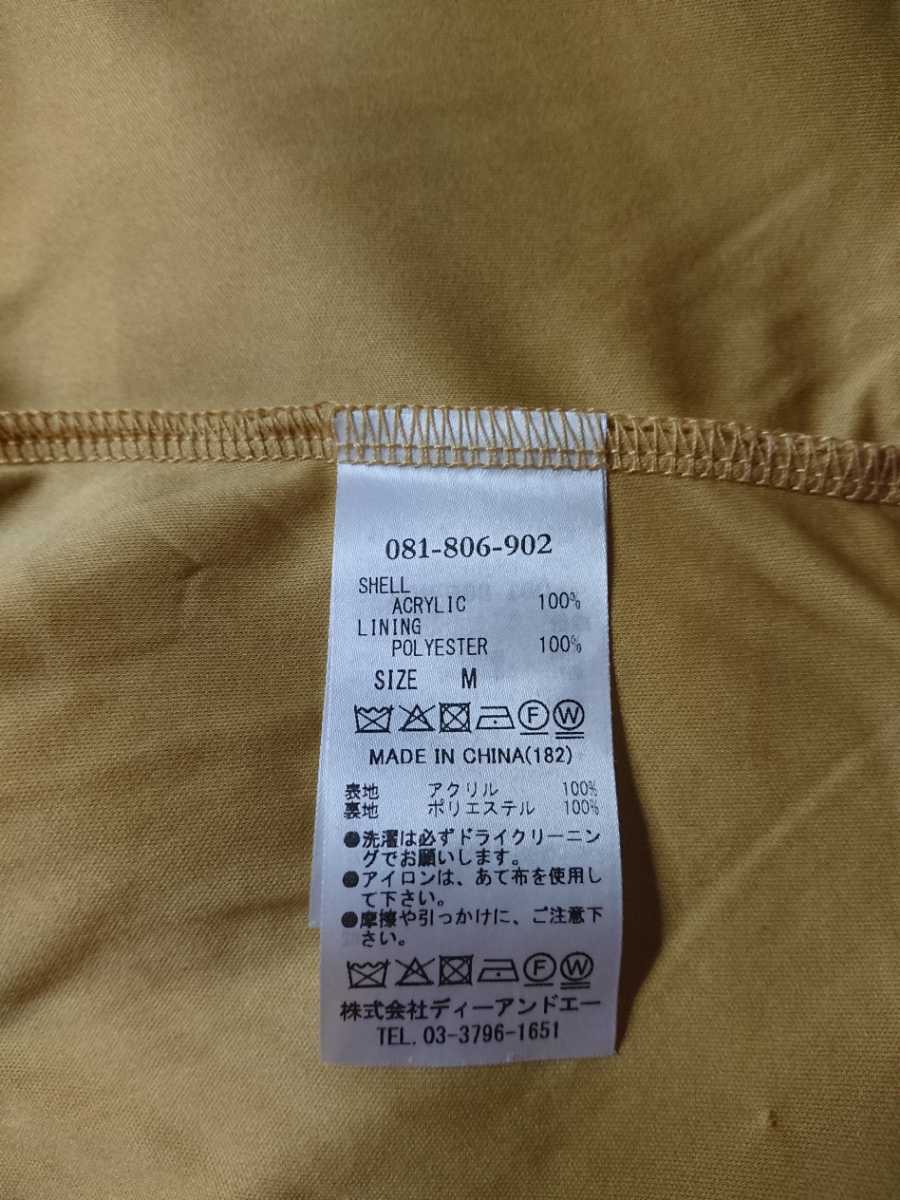 081-806-902
SHELL
ACRYLIC 100%
LINING
POLYESTER 100%
SIZE M
F W
MADE IN CHINA(182)
表地 アクリル 100%
裏地 ポリエステル 100%
●洗濯は必ずドライクリーニン
グでお願いします。
●アイロンは、あて布を使用し
て下さい。
●摩擦や引っかけに、ご注意下
さい。
F W
株式会社ディーアンドエー
TEL. 03-3796-1651